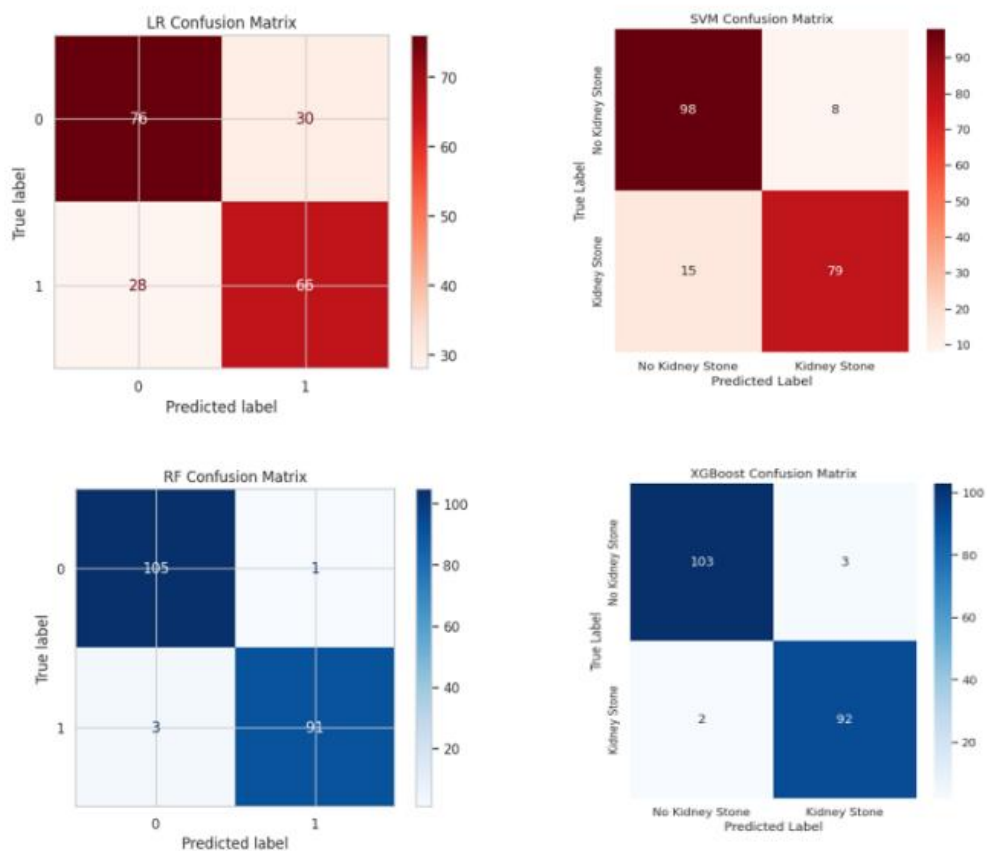 LR Confusion Matrix
76 30
28 66
0
1
True label
0 1
Predicted label
70
60
50
40
30
SVM Confusion Matrix
98 8
15 79
No Kidney Stone
Kidney Stone
True Label
No Kidney Stone Kidney Stone
Predicted Label
90
80
70
60
50
40
30
20
10
RF Confusion Matrix
105 1
3 91
0
1
True label
0 1
Predicted label
100
80
60
40
20
XGBoost Confusion Matrix
103 3
2 92
No Kidney Stone
Kidney Stone
True Label
No Kidney Stone Kidney Stone
Predicted Label
100
80
60
40
20